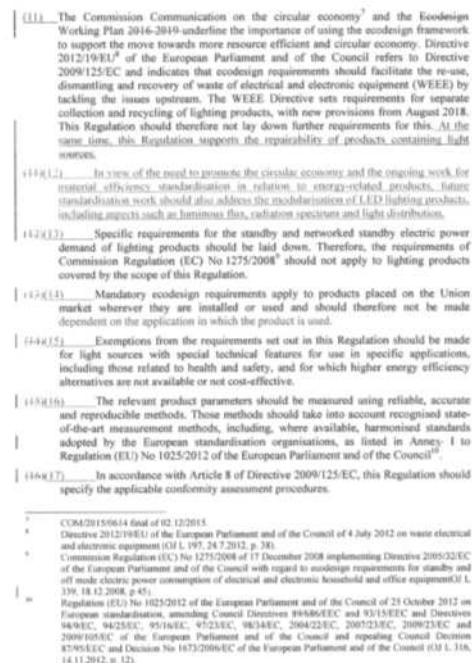 (11) The Commission Communication on the circular economy7 and the Ecodesign
Working Plan 2016-2019 underline the importance of using the ecodesign framework
to support the move towards more resource efficient and circular economy. Directive
2012/19/EU8 of the European Parliament and of the Council refers to Directive
2009/125/EC and indicates that ecodesign requirements should facilitate the re-use,
dismantling and recovery of waste of electrical and electronic equipment (WEEE) by
tackling the issues upstream. The WEEE Directive sets requirements for separate
collection and recycling of lighting products, with new provisions from August 2018.
This Regulation should therefore not lay down further requirements for this. At the
same time, this Regulation supports the repairability of products containing light
sources.
(11)(12) In view of the need to promote the circular economy and the ongoing work for
material efficiency standardisation in relation to energy-related products, future
standardisation work should also address the modularisation of LED lighting products,
including aspects such as luminous flux, radiation spectrum and light distribution.
(12)(13) Specific requirements for the standby and networked standby electric power
demand of lighting products should be laid down. Therefore, the requirements of
Commission Regulation (EC) No 1275/20089 should not apply to lighting products
covered by the scope of this Regulation.
(13)(14) Mandatory ecodesign requirements apply to products placed on the Union
market wherever they are installed or used and should therefore not be made
dependent on the application in which the product is used.
(14)(15) Exemptions from the requirements set out in this Regulation should be made
for light sources with special technical features for use in specific applications,
including those related to health and safety, and for which higher energy efficiency
alternatives are not available or not cost-effective.
(15)(16) The relevant product parameters should be measured using reliable, accurate
and reproducible methods. Those methods should take into account recognised state-
of-the-art measurement methods, including, where available, harmonised standards
adopted by the European standardisation organisations, as listed in Annex I to
Regulation (EU) No 1025/2012 of the European Parliament and of the Council10.
(16)(17) In accordance with Article 8 of Directive 2009/125/EC, this Regulation should
specify the applicable conformity assessment procedures.
7 COM/2015/0614 final of 02.12/2015.
8 Directive 2012/19/EU of the European Parliament and of the Council of 4 July 2012 on waste electrical
and electronic equipment (OJ L 197, 24.7.2012, p. 38).
9 Commission Regulation (EC) No 1275/2008 of 17 December 2008 implementing Directive 2005/32/EC
of the European Parliament and of the Council with regard to ecodesign requirements for standby and
off mode electric power consumption of electrical and electronic household and office equipment(OJ L
339, 18.12.2008, p.45).
10 Regulation (EU) No 1025/2012 of the European Parliament and of the Council of 25 October 2012 on
European standardisation, amending Council Directives 89/686/EEC and 93/15/EEC and Directives
94/9/EC, 94/25/EC, 95/16/EC, 97/23/EC, 98/34/EC, 2004/22/EC, 2007/23/EC, 2009/23/EC and
2009/105/EC of the European Parliament and of the Council and repealing Council Decision
87/95/EEC and Decision No 1673/2006/EC of the European Parliament and of the Council (OJ L 316,
14.11.2012, p. 12).